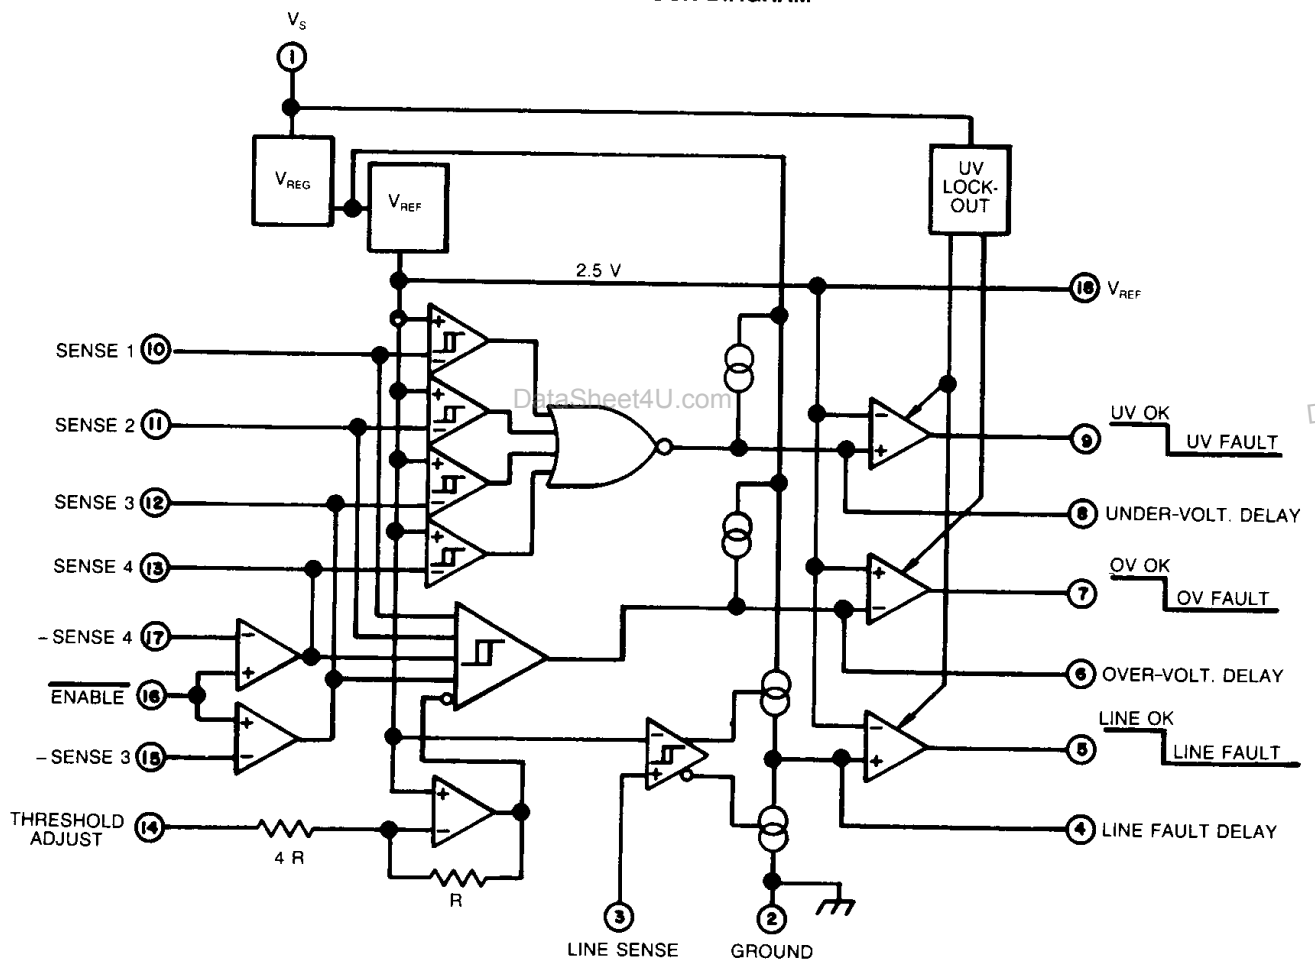 V_S
1
V_REG
V_REF
UV
LOCK-
OUT
2.5 V
18 V_REF
SENSE 1 10
DataSheet4U.com
SENSE 2 11
UV OK
9
UV FAULT
SENSE 3 12
8 UNDER-VOLT. DELAY
SENSE 4 13
OV OK
7
OV FAULT
– SENSE 4 17
ENABLE 16
6 OVER-VOLT. DELAY
LINE OK
5
LINE FAULT
– SENSE 3 15
THRESHOLD
ADJUST
14
4 R
R
4 LINE FAULT DELAY
3
LINE SENSE
2
GROUND
+
−
+
−
+
−
+
−
−
+
+
−
+
−
−
+
−
+
+
−
−
+